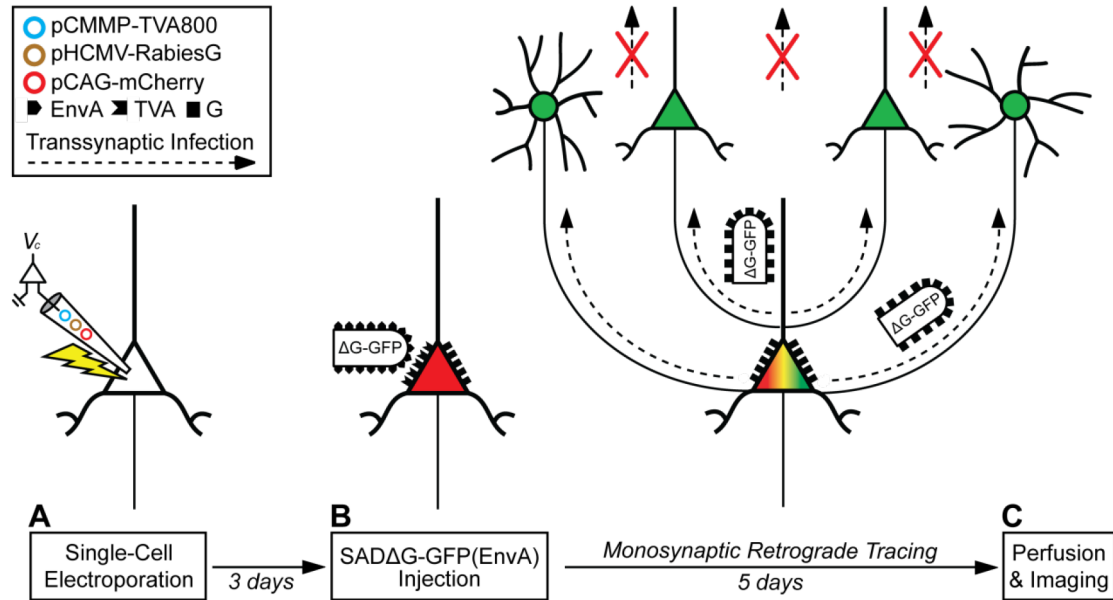 pCMMP-TVA800
pHCMV-RabiesG
pCAG-mCherry
EnvA TVA G
Transsynaptic Infection
Vc
ΔG-GFP
ΔG-GFP
ΔG-GFP
A
Single-Cell
Electroporation
3 days
B
SADΔG-GFP(EnvA)
Injection
Monosynaptic Retrograde Tracing
5 days
C
Perfusion
& Imaging